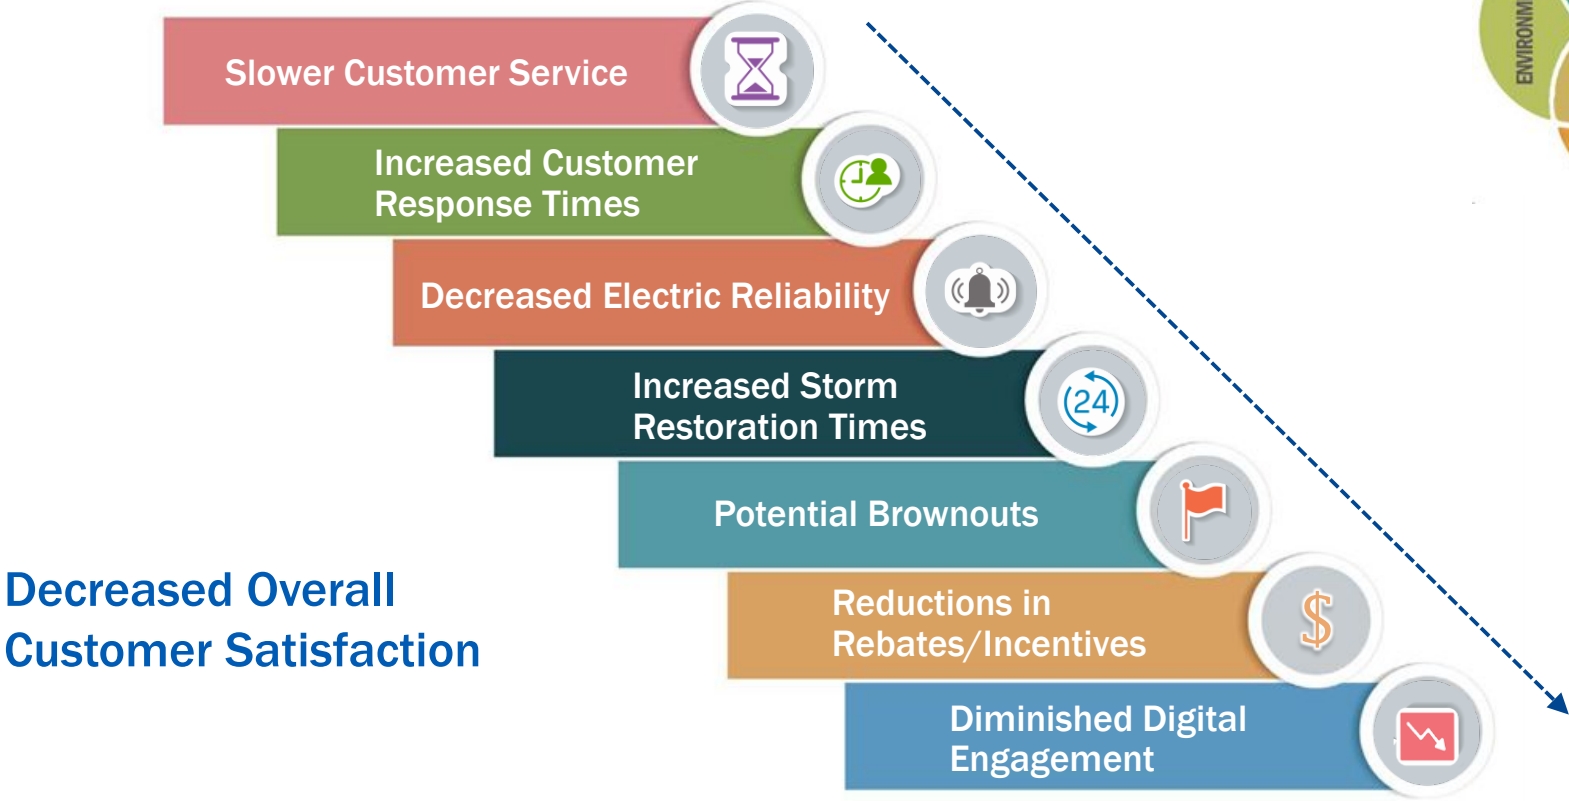 Slower Customer Service
Increased Customer
Response Times
Decreased Electric Reliability
Increased Storm
Restoration Times
24
Potential Brownouts
Reductions in
Rebates/Incentives
$
Diminished Digital
Engagement
Decreased Overall
Customer Satisfaction